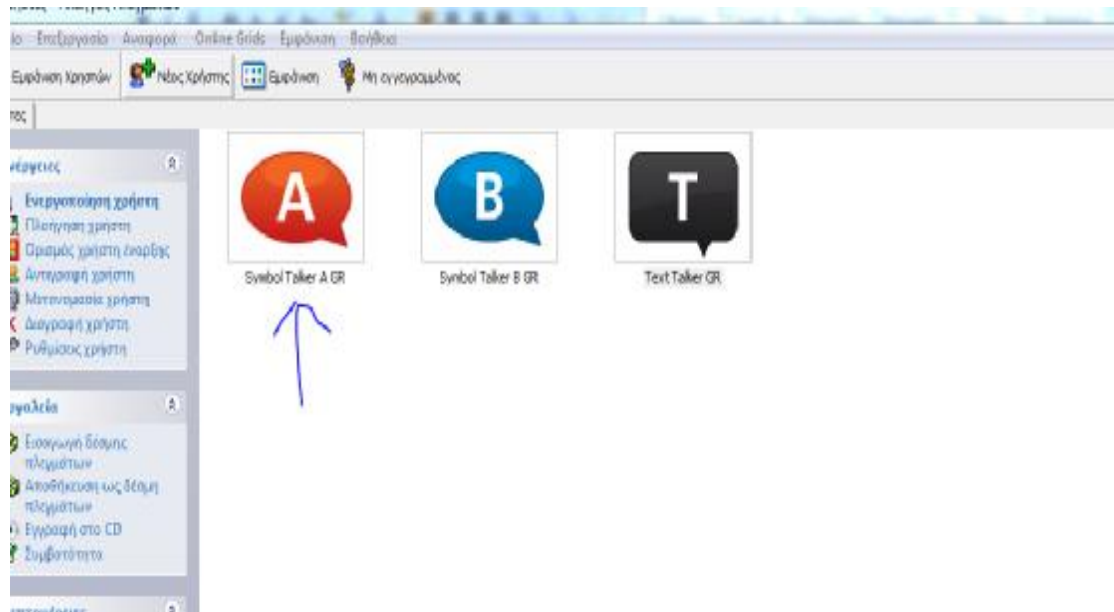 Επεξεργασία Αναφορά Online Grids Εμφάνιση Βοήθεια
Εμφάνιση Χρηστών Νέος Χρήστης Εμφάνιση Μη εγγεγραμμένος
Ενεργοποίηση χρήστη
Πλοήγηση χρήστη
Ορισμός χρήστη έναρξης
Αντιγραφή χρήστη
Μετονομασία χρήστη
Διαγραφή χρήστη
Ρυθμίσεις χρήστη
Εισαγωγή δέσμης
πλεγμάτων
Αποθήκευση ως δέσμη
πλεγμάτων
Εγγραφή στο CD
Συμβατότητα
A
Symbol Talker A GR
B
Symbol Talker B GR
T
Text Talker GR